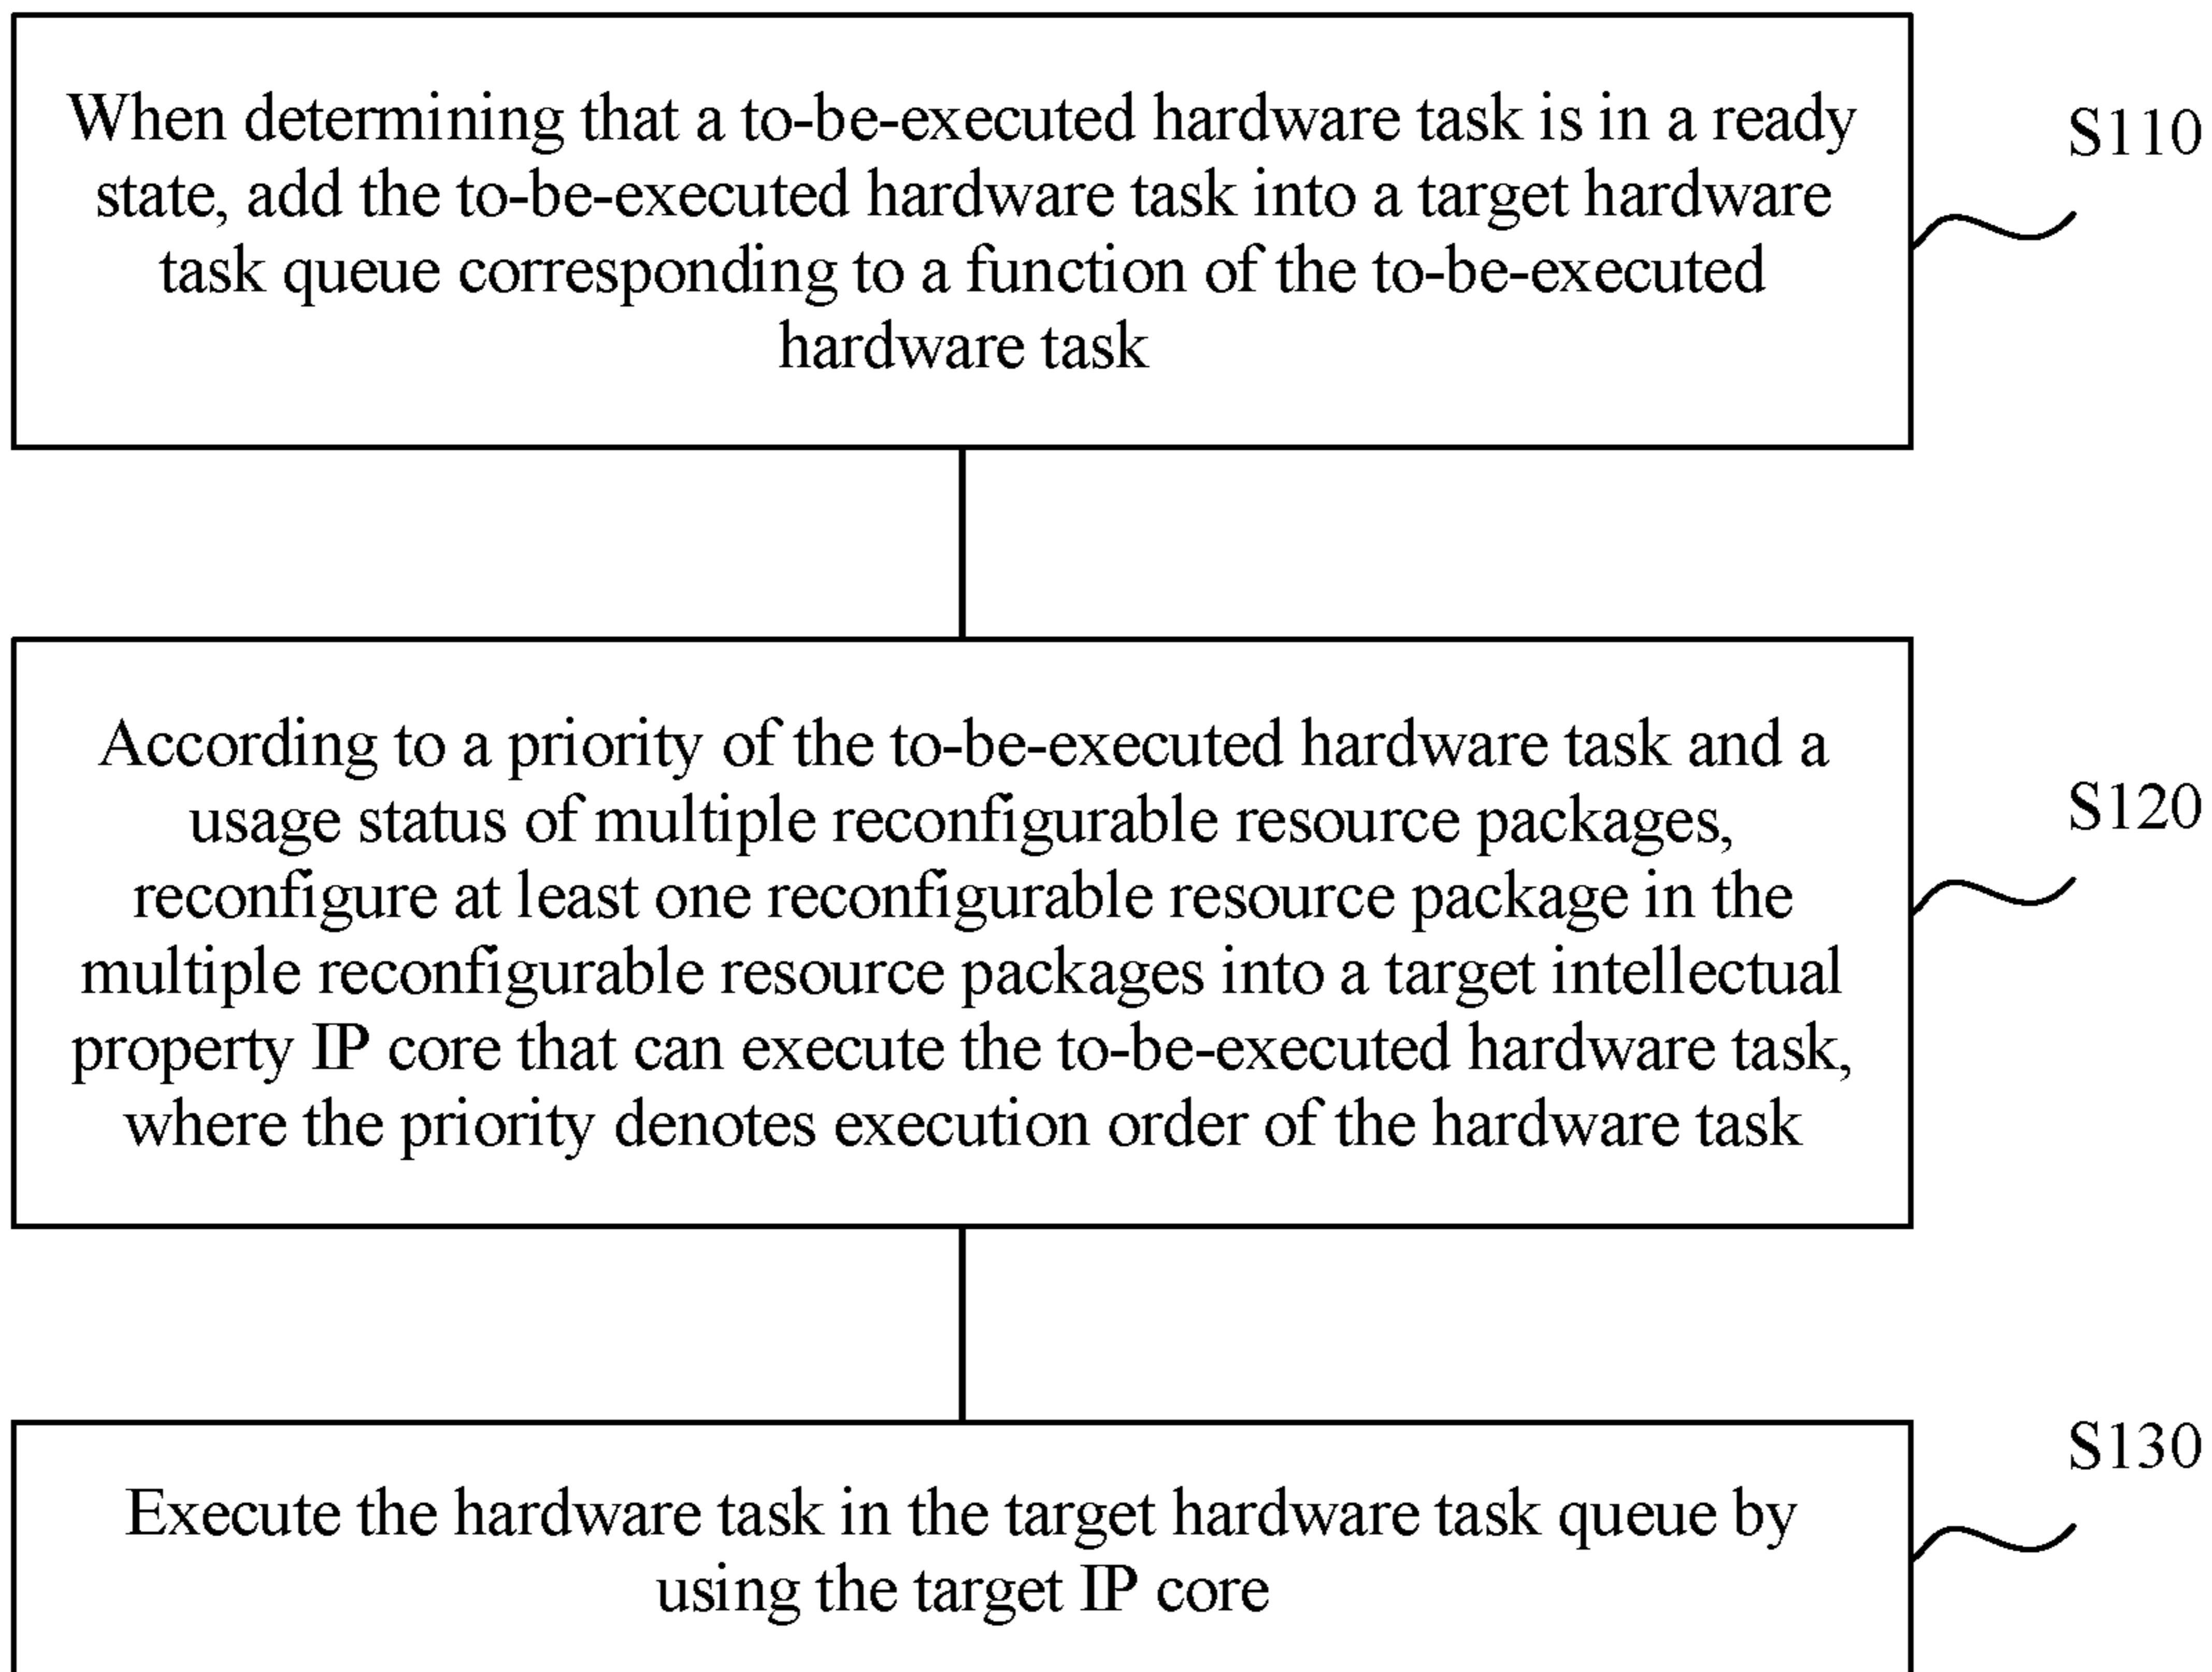 When determining that a to-be-executed hardware task is in a ready
state, add the to-be-executed hardware task into a target hardware
task queue corresponding to a function of the to-be-executed
hardware task
S110
According to a priority of the to-be-executed hardware task and a
usage status of multiple reconfigurable resource packages,
reconfigure at least one reconfigurable resource package in the
multiple reconfigurable resource packages into a target intellectual
property IP core that can execute the to-be-executed hardware task,
where the priority denotes execution order of the hardware task
S120
Execute the hardware task in the target hardware task queue by
using the target IP core
S130